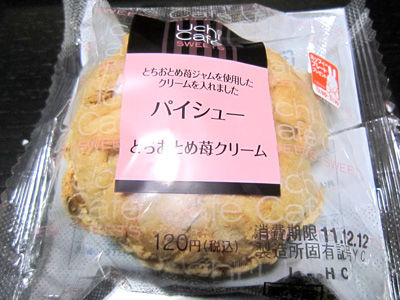 Uchi
Café
SWEETS
とちおとめ苺ジャムを使用した
クリームを入れました
パイシュー
とちおとめ苺クリーム
120円(税込)
消費期限 11.12.12
製造所固有記号YC